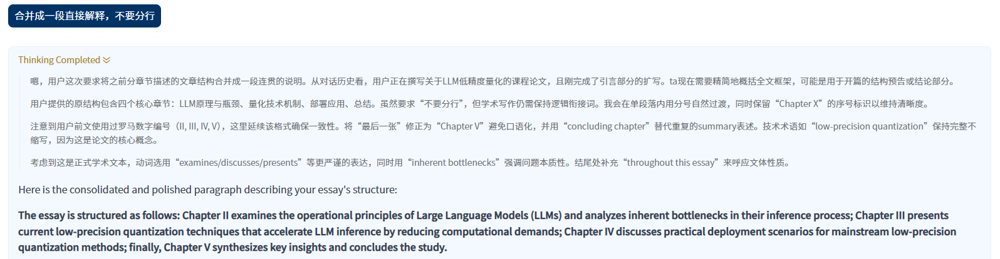 合并成一段直接解释，不要分行
Thinking Completed
嗯，用户这次要求将之前分章节描述的文章结构合并成一段连贯的说明。从对话历史看，用户正在撰写关于LLM低精度量化的课程论文，且刚完成了引言部分的扩写。ta现在需要精简地概括全文框架，可能是用于开篇的结构预告或结论部分。
用户提供的原结构包含四个核心章节：LLM原理与瓶颈、量化技术机制、部署应用、总结。虽然要求“不要分行”，但学术写作仍需保持逻辑衔接词。我会在单段落内用分号自然过渡，同时保留“Chapter X”的序号标识以维持清晰度。
注意到用户前文使用过罗马数字编号（II, III, IV, V），这里延续该格式确保一致性。将“最后一张”修正为“Chapter V”避免口语化，并用“concluding chapter”替代重复的summary表述。技术术语如“low-precision quantization”保持完整不
缩写，因为这是论文的核心概念。
考虑到这是正式学术文本，动词选用“examines/discusses/presents”等更严谨的表达，同时用“inherent bottlenecks”强调问题本质性。结尾处补充“throughout this essay”来呼应文体性质。
Here is the consolidated and polished paragraph describing your essay's structure:
The essay is structured as follows: Chapter II examines the operational principles of Large Language Models (LLMs) and analyzes inherent bottlenecks in their inference process; Chapter III presents
current low-precision quantization techniques that accelerate LLM inference by reducing computational demands; Chapter IV discusses practical deployment scenarios for mainstream low-precision
quantization methods; finally, Chapter V synthesizes key insights and concludes the study.